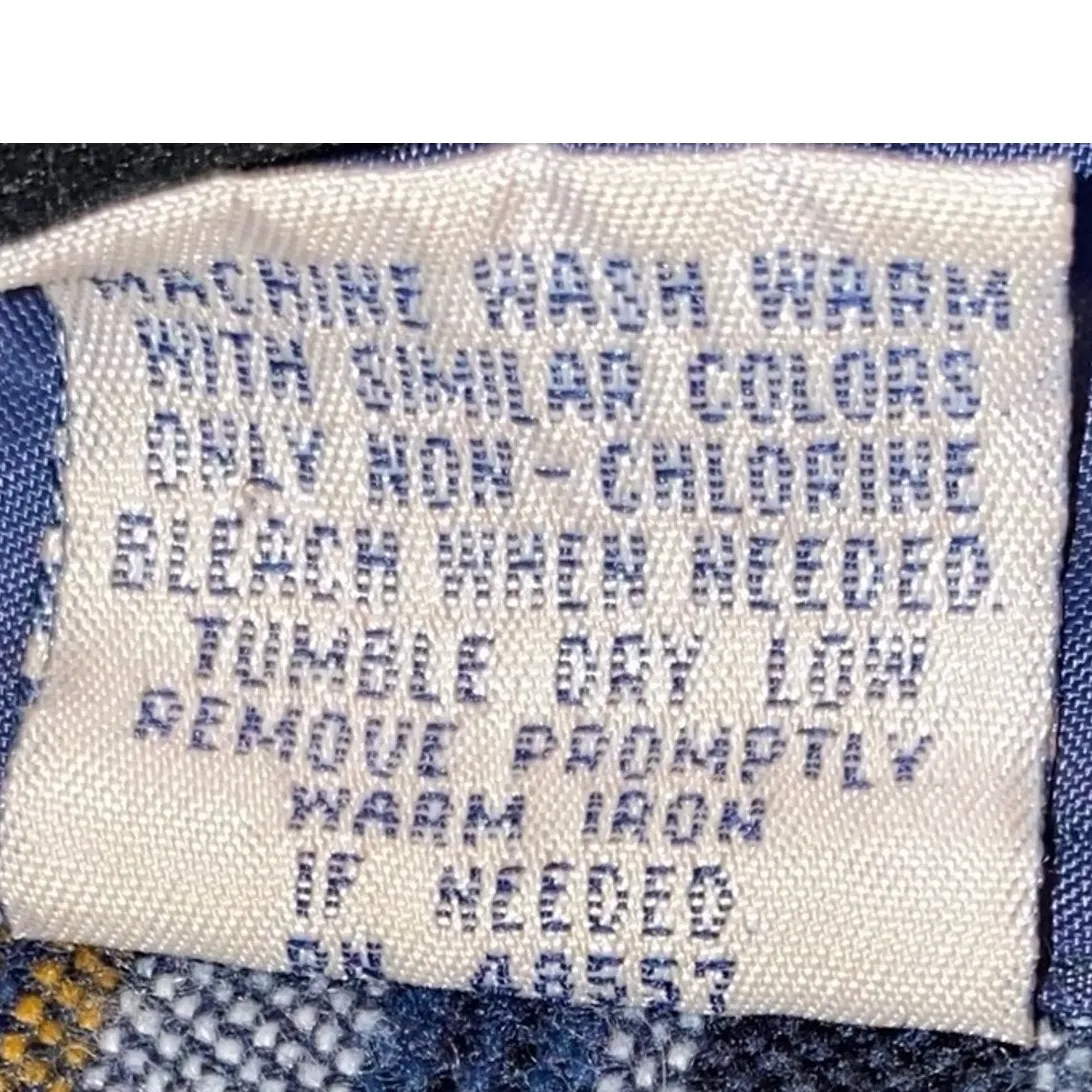 MACHINE WASH WARM
WITH SIMILAR COLORS.
ONLY NON-CHLORINE
BLEACH WHEN NEEDED.
TUMBLE DRY LOW
REMOVE PROMPTLY
WARM IRON
IF NEEDED.
RN